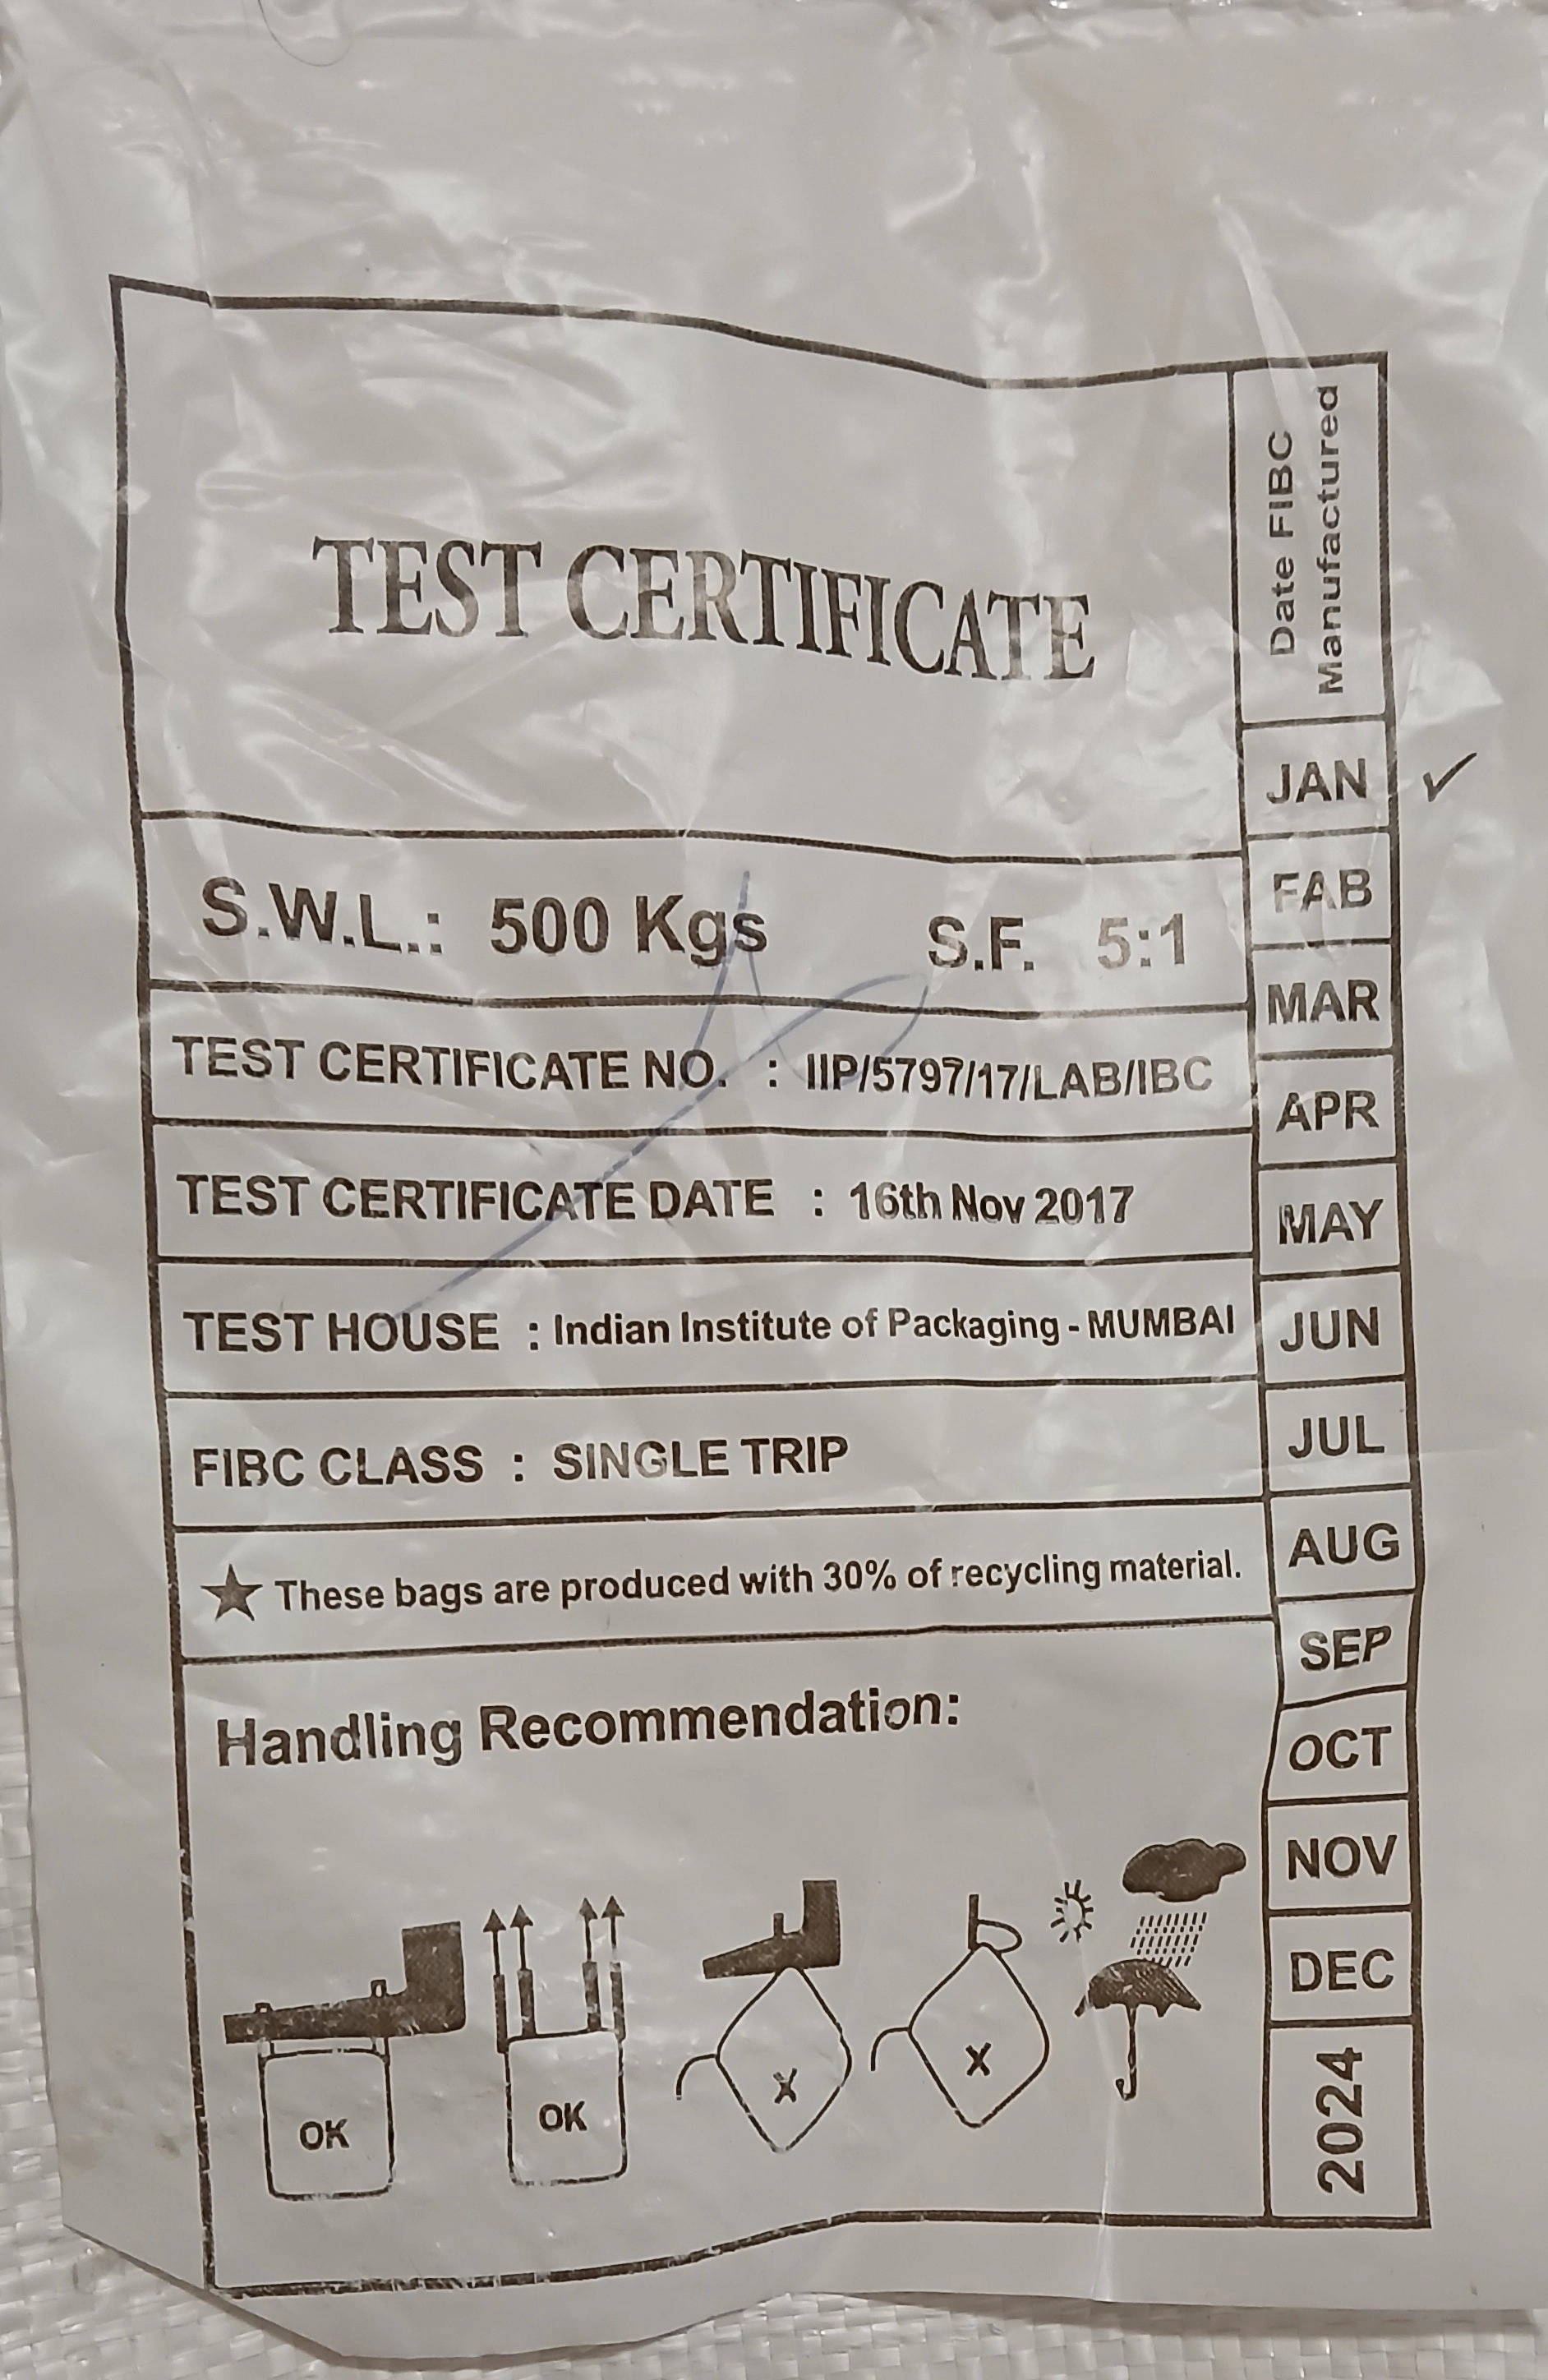 TEST CERTIFICATE
Date FIBC
Manufactured
S.W.L.: 500 Kgs S.F. 5:1
TEST CERTIFICATE NO. : IIP/5797/17/LAB/IBC
TEST CERTIFICATE DATE : 16th Nov 2017
TEST HOUSE : Indian Institute of Packaging - MUMBAI
FIBC CLASS : SINGLE TRIP
★ These bags are produced with 30% of recycling material.
Handling Recommendation:
OK
OK
X
X
JAN ✓
FAB
MAR
APR
MAY
JUN
JUL
AUG
SEP
OCT
NOV
DEC
2024